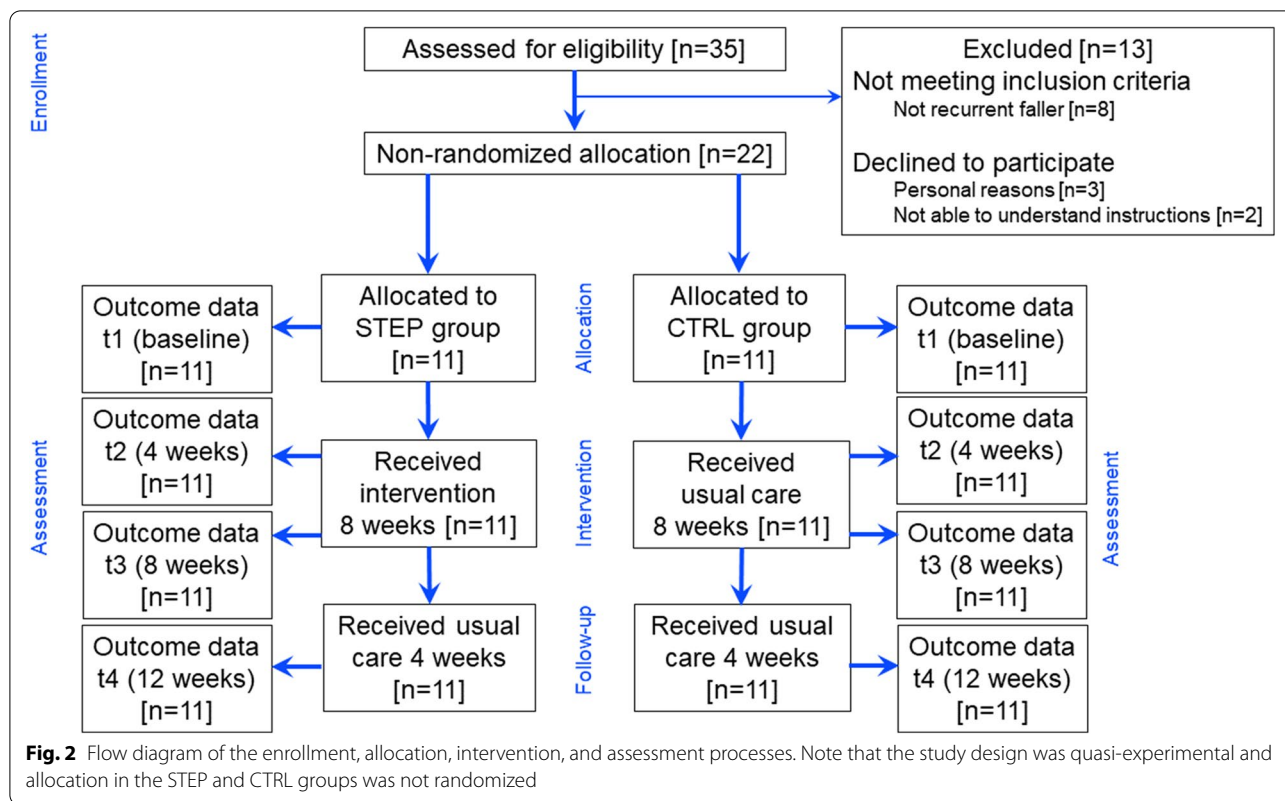 Enrollment
Assessed for eligibility [n=35]
Excluded [n=13]
Not meeting inclusion criteria
Not recurrent faller [n=8]
Declined to participate
Personal reasons [n=3]
Not able to understand instructions [n=2]
Non-randomized allocation [n=22]
Allocation
Outcome data
t1 (baseline)
[n=11]
Allocated to
STEP group
[n=11]
Allocated to
CTRL group
[n=11]
Outcome data
t1 (baseline)
[n=11]
Assessment
Outcome data
t2 (4 weeks)
[n=11]
Outcome data
t3 (8 weeks)
[n=11]
Received
intervention
8 weeks [n=11]
Intervention
Received
usual care
8 weeks [n=11]
Outcome data
t2 (4 weeks)
[n=11]
Outcome data
t3 (8 weeks)
[n=11]
Assessment
Outcome data
t4 (12 weeks)
[n=11]
Received usual
care 4 weeks
[n=11]
Follow-up
Received usual
care 4 weeks
[n=11]
Outcome data
t4 (12 weeks)
[n=11]
Fig. 2 Flow diagram of the enrollment, allocation, intervention, and assessment processes. Note that the study design was quasi-experimental and
allocation in the STEP and CTRL groups was not randomized